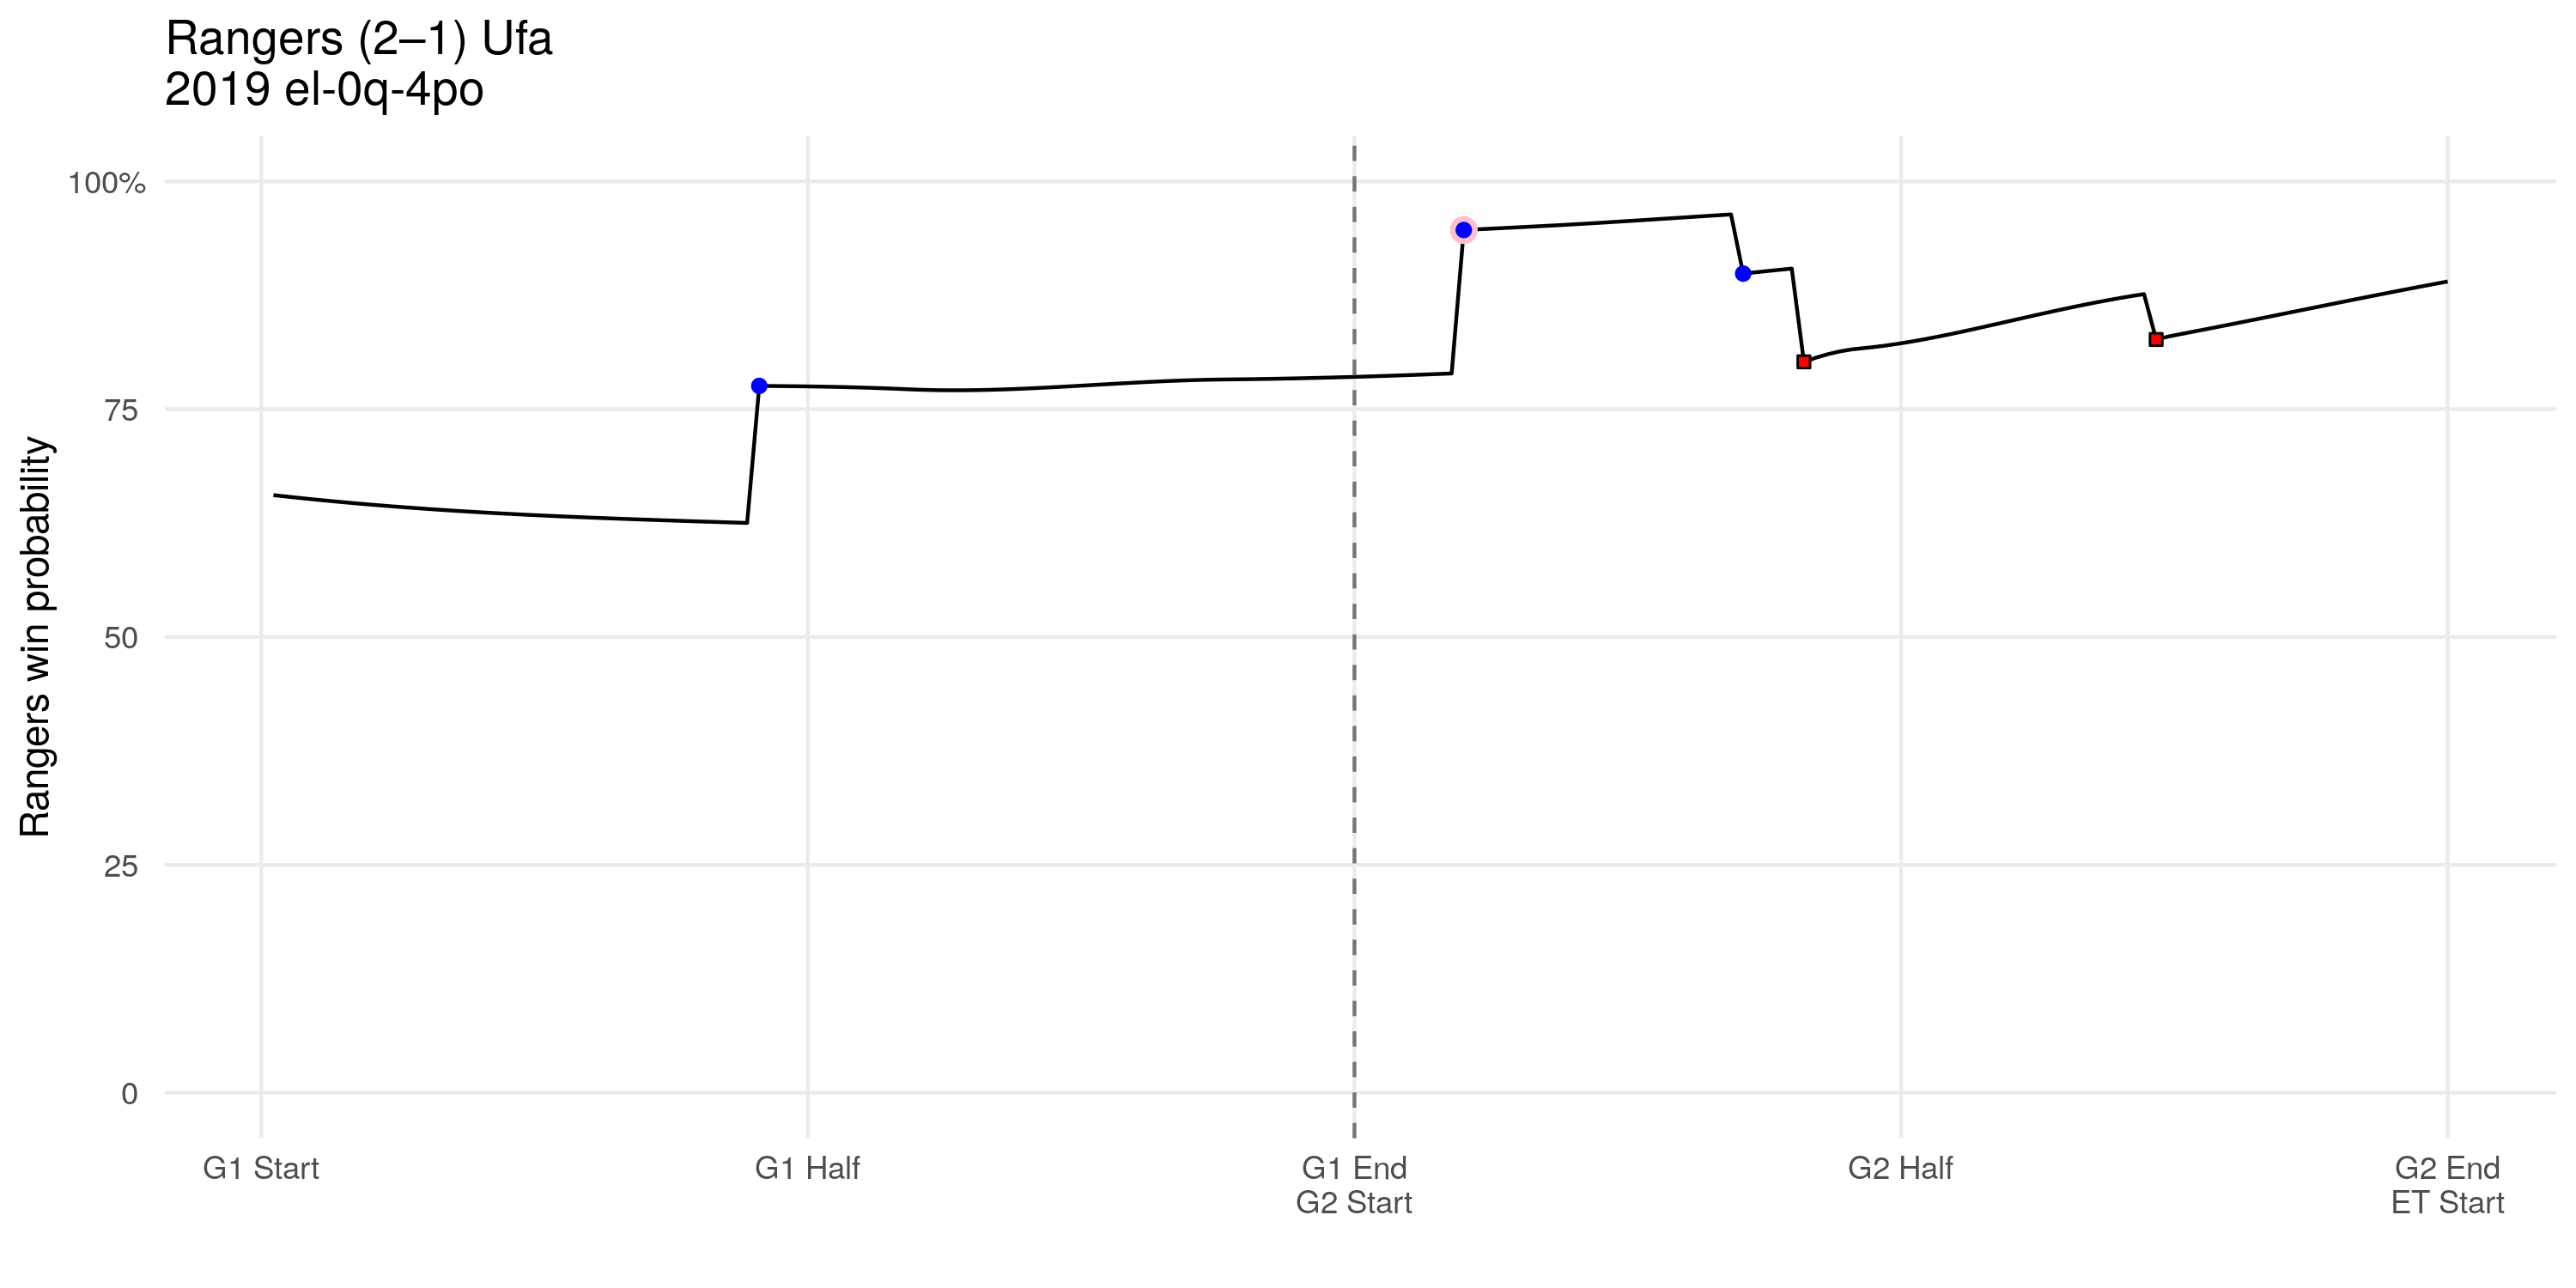 Rangers (2–1) Ufa
2019 el-0q-4po
Rangers win probability
100%
75
50
25
0
G1 Start
G1 Half
G1 End
G2 Start
G2 Half
G2 End
ET Start